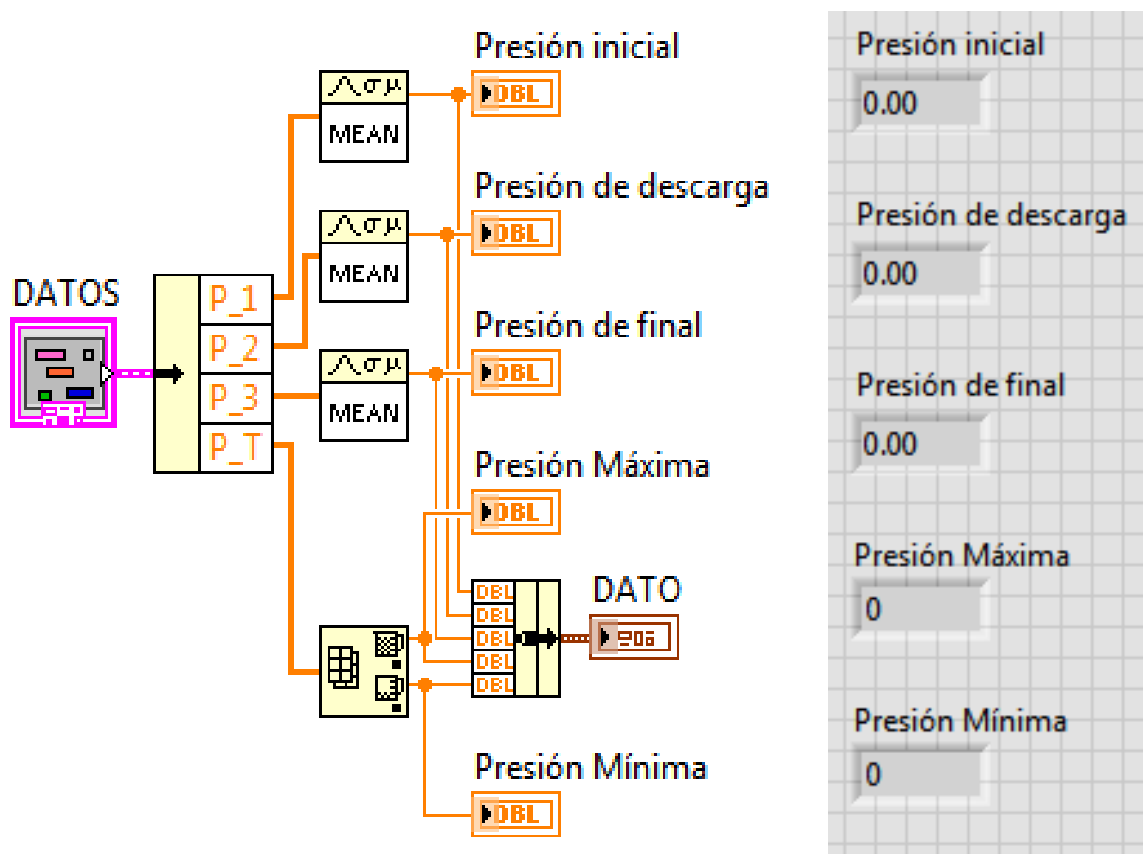 Presión inicial
DBL
MEAN
Presión de descarga
DBL
MEAN
DATOS
P_1
P_2
P_3
P_T
Presión de final
DBL
MEAN
Presión Máxima
DBL
DBL
DBL
DBL
DBL
DBL
DATO
Presión Mínima
DBL
Presión inicial
0.00
Presión de descarga
0.00
Presión de final
0.00
Presión Máxima
0
Presión Mínima
0